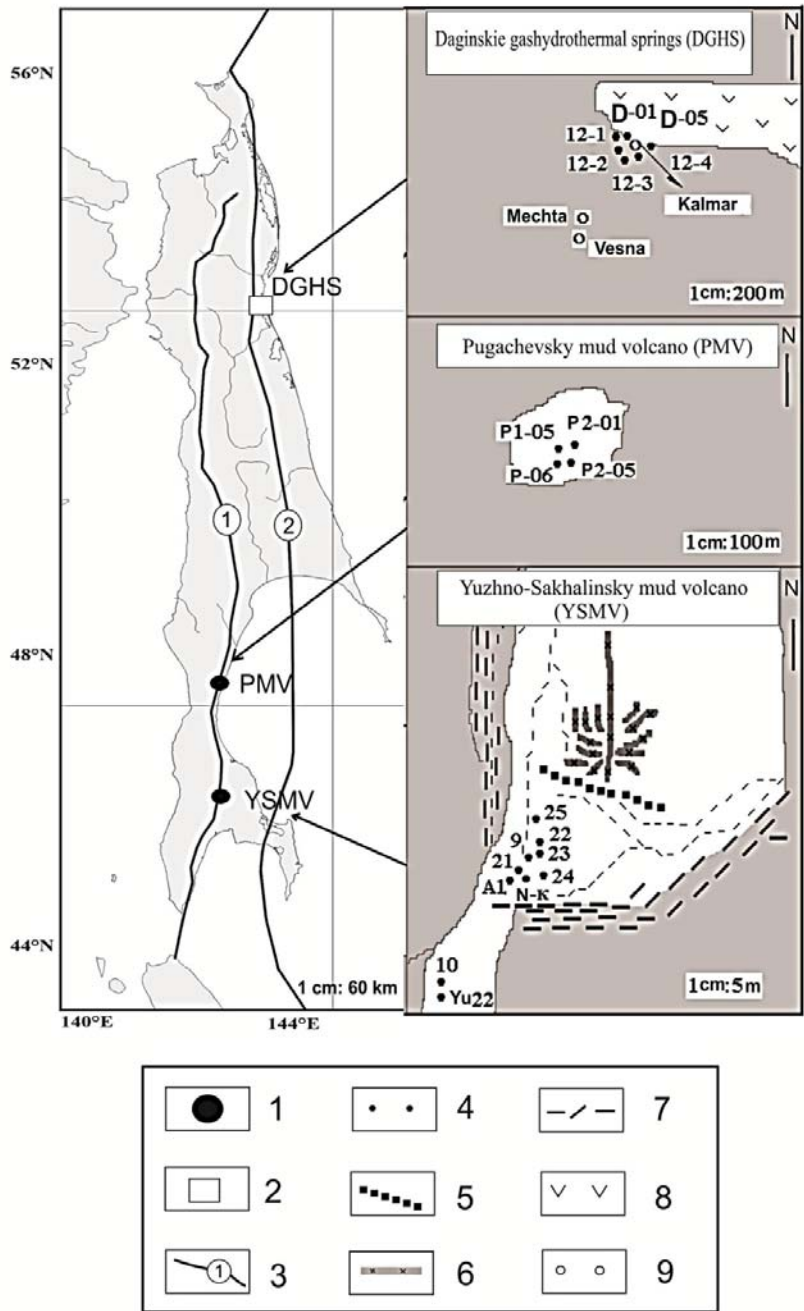 56°N
52°N
48°N
44°N
140°E
144°E
DGHS
1
2
PMV
YSMV
1 cm: 60 km
Daginskie gashydrothermal springs (DGHS)
N
D-01 D-05
12-1
12-2
12-3
12-4
Kalmar
Mechta
Vesna
1cm:200m
Pugachevsky mud volcano (PMV)
N
P1-05
P2-01
P-06
P2-05
1cm:100m
Yuzhno-Sakhalinsky mud volcano
(YSMV)
N
25
22
9
23
21
24
A1
N-к
10
Yu22
1cm:5m
1
4
7
2
5
8
1
3
6
9